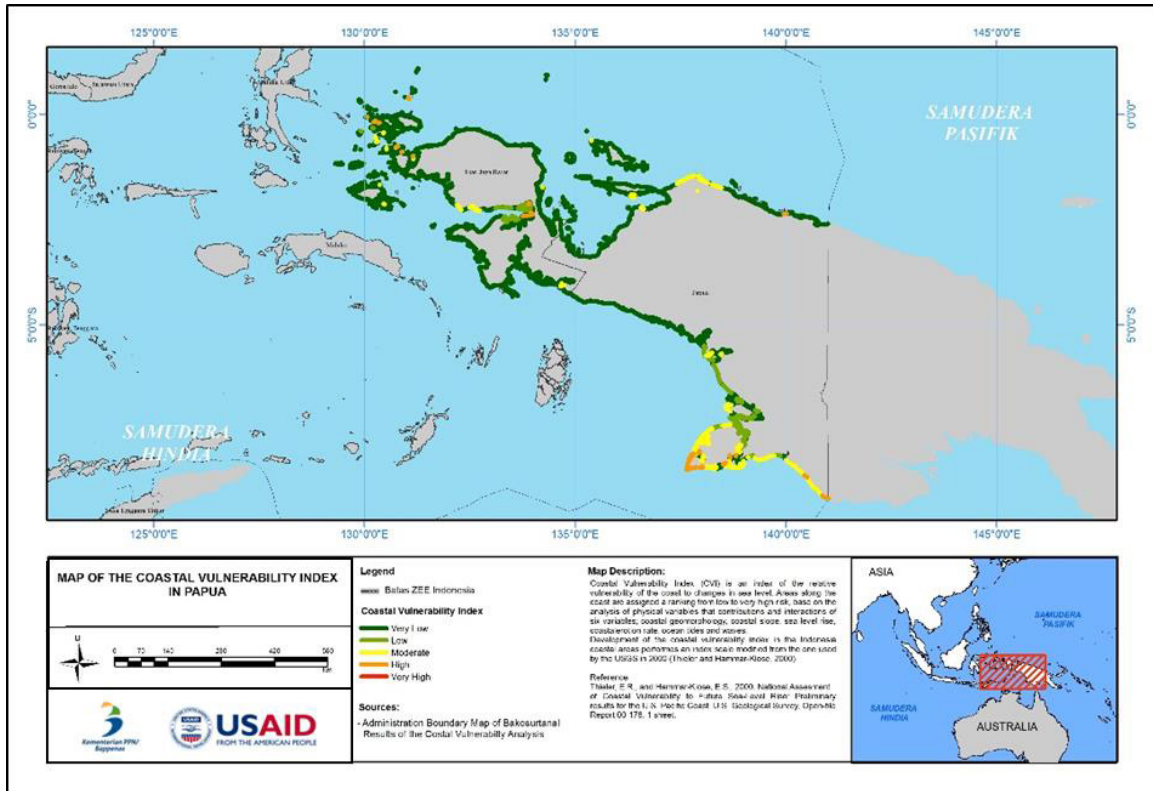 125°0'0"E 130°0'0"E 135°0'0"E 140°0'0"E 145°0'0"E
0°0'0" 0°0'0"
5°0'0"S 5°0'0"S
SAMUDERA
PASIFIK
Maluku
Papua
SAMUDERA
HINDIA
125°0'0"E 130°0'0"E 135°0'0"E 140°0'0"E 145°0'0"E
MAP OF THE COASTAL VULNERABILITY INDEX
IN PAPUA
U
Kementerian PPN/
Bappenas
USAID
FROM THE AMERICAN PEOPLE
Legend
Batas ZEE Indonesia
Coastal Vulnerability Index
Very Low
Low
Moderate
High
Very High
Sources:
- Administration Boundary Map of Bakosurtanal
Results of the Costal Vulnerabilty Analysis
Map Description:
Coastal Vulnerability Index (CVI) is an index of the relative
vulnerability of the coast to changes in sea level. Areas along the
coast are assigned a ranking from low to very high risk, base on the
analysis of physical variables that contributions and interactions of
six variables; coastal geomorphology, coastal slope, sea level rise,
coastal erosion rate, ocean tides and waves.
Development of the coastal vulnerability index in the Indonesia
coastal areas performes an index scale modified from the one used
by the USGS in 2000 (Thieler and Hammar-Klose, 2000)
Reference
Thieler, E.R., and Hammar-Klose, E.S., 2000. National Assesment
of Coastal Vulnerability to Future Sea-Level Rise: Preliminary
results for the U.S. Pacific Coast. U.S. Geological Survey, Open-file
Report 00-178, 1 sheet.
ASIA
SAMUDERA
PASIFIK
SAMUDERA
HINDIA
AUSTRALIA